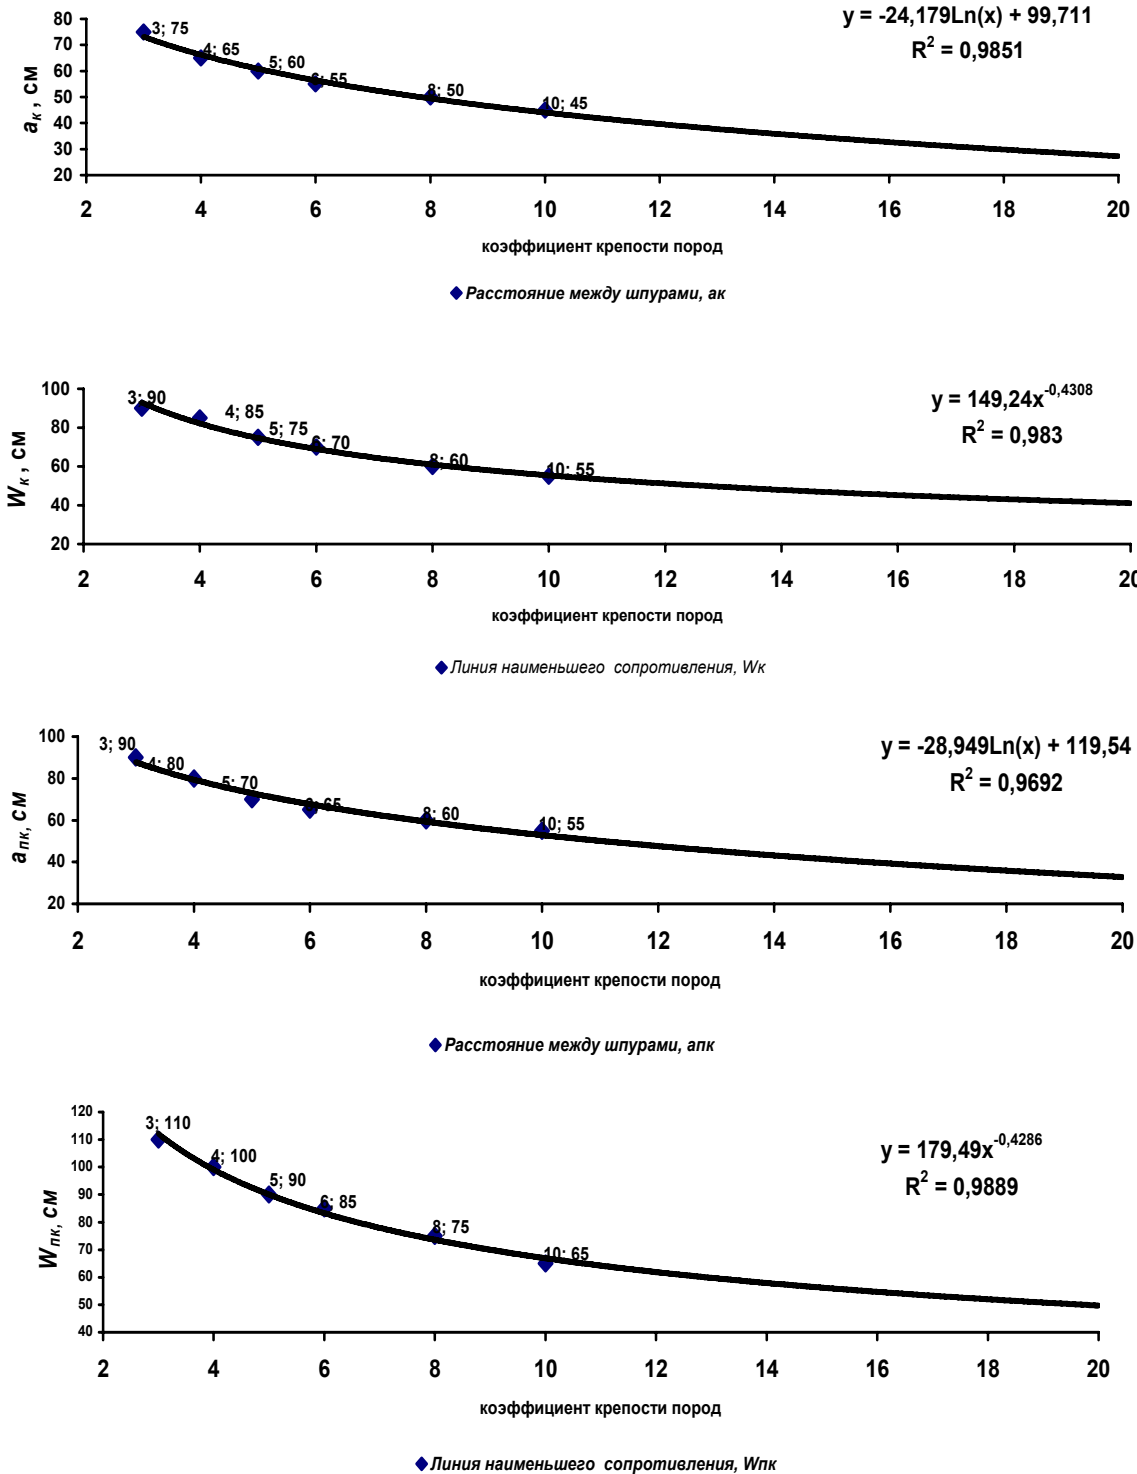 y = -24,179Ln(x) + 99,711
R² = 0,9851
aк, см
80
70
60
50
40
30
20
3; 75
4; 65
5; 60
6; 55
8; 50
10; 45
2 4 6 8 10 12 14 16 18 20
коэффициент крепости пород
Расстояние между шпурами, ак
y = 149,24x^-0,4308
R² = 0,983
Wк, см
100
80
60
40
20
3; 90
4; 85
5; 75
6; 70
8; 60
10; 55
2 4 6 8 10 12 14 16 18 20
коэффициент крепости пород
Линия наименьшего сопротивления, Wк
y = -28,949Ln(x) + 119,54
R² = 0,9692
aпк, см
100
80
60
40
20
3; 90
4; 80
5; 70
6; 65
8; 60
10; 55
2 4 6 8 10 12 14 16 18 20
коэффициент крепости пород
Расстояние между шпурами, апк
y = 179,49x^-0,4286
R² = 0,9889
Wпк, см
120
110
100
90
80
70
60
50
40
3; 110
4; 100
5; 90
6; 85
8; 75
10; 65
2 4 6 8 10 12 14 16 18 20
коэффициент крепости пород
Линия наименьшего сопротивления, Wпк